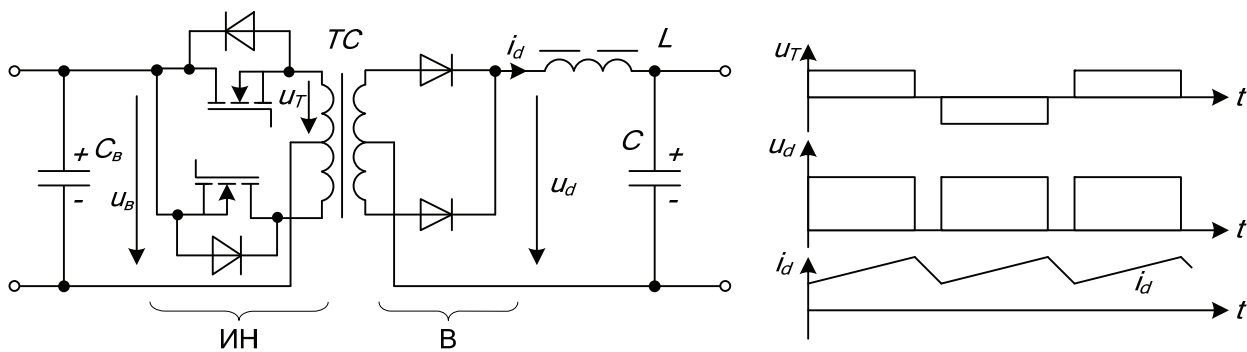 TC
i_d
L
u_T
+
C_в
-
u_в
u_d
C
+
-
ИН
В
u_T
t
u_d
t
i_d
i_d
t